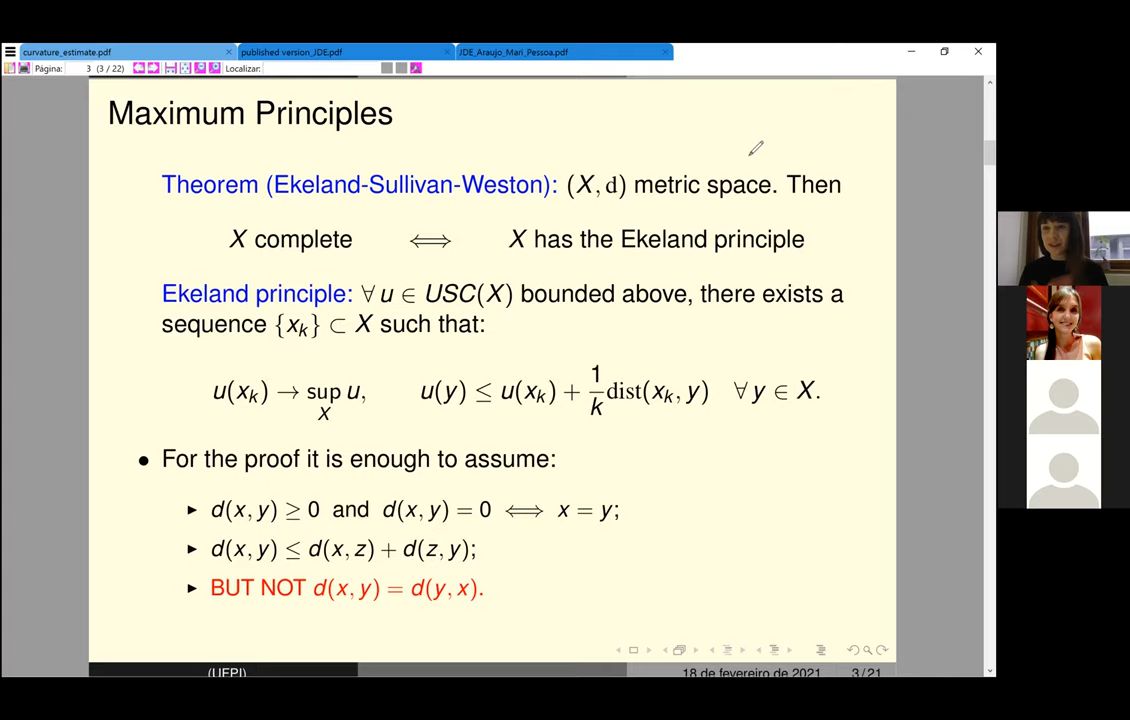 curvature_estimate.pdf published version_JDE.pdf JDE_Araujo_Mari_Pessoa.pdf
Página: 3 (3 / 22) Localizar:
Maximum Principles
Theorem (Ekeland-Sullivan-Weston): (X, d) metric space. Then
X complete ⟺ X has the Ekeland principle
Ekeland principle: ∀ u ∈ USC(X) bounded above, there exists a
sequence {x_k} ⊂ X such that:
u(x_k) → sup_X u, u(y) ≤ u(x_k) + 1/k dist(x_k, y) ∀ y ∈ X.
• For the proof it is enough to assume:
▶ d(x, y) ≥ 0 and d(x, y) = 0 ⟺ x = y;
▶ d(x, y) ≤ d(x, z) + d(z, y);
▶ BUT NOT d(x, y) = d(y, x).
(UFPI) 18 de fevereiro de 2021 3 / 21